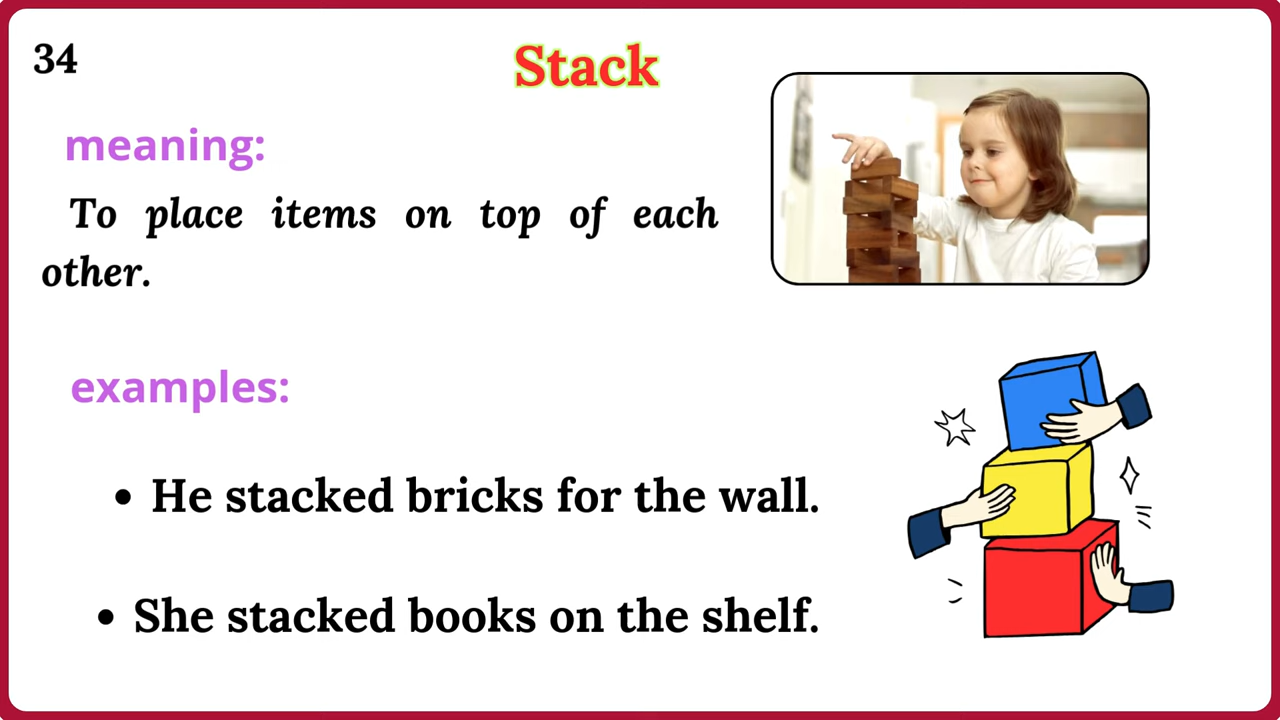 34
Stack
meaning:
To place items on top of each
other.
examples:
• He stacked bricks for the wall.
• She stacked books on the shelf.